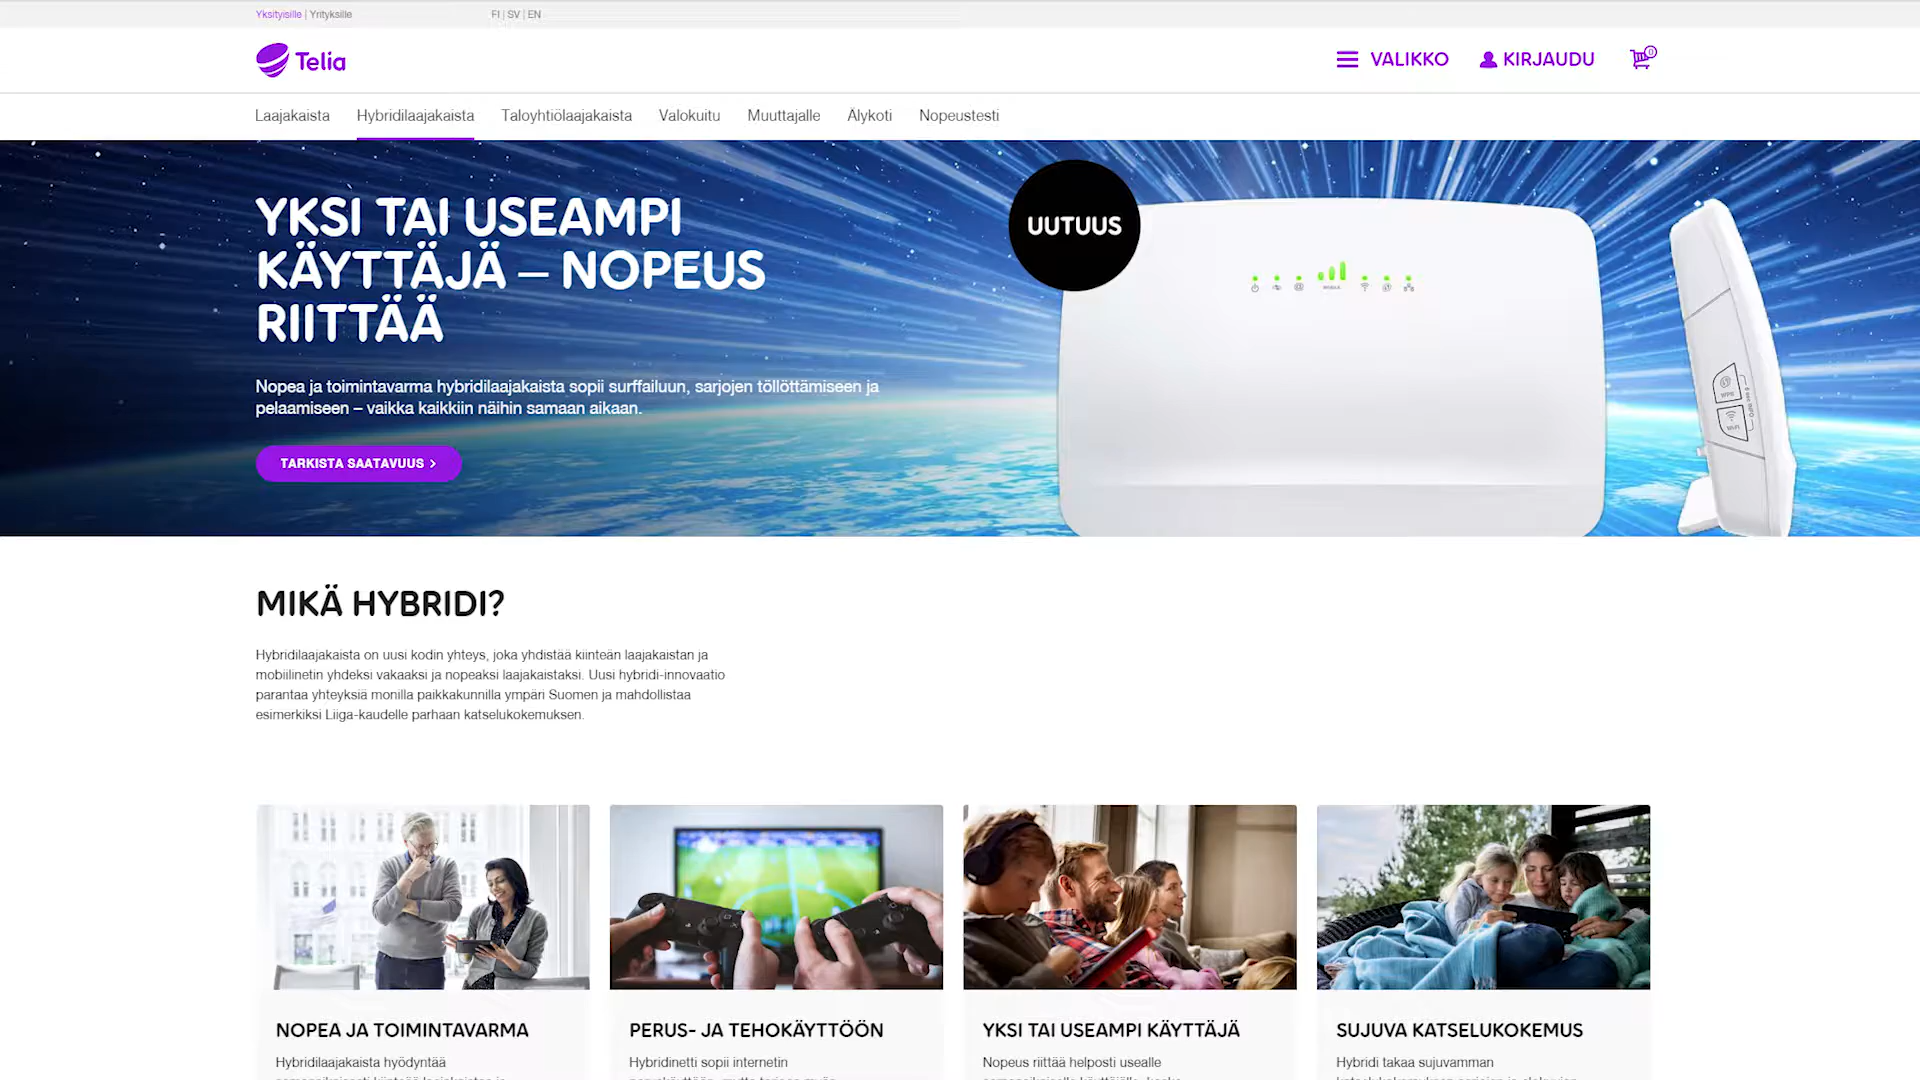 Yksityisille | Yrityksille
FI | SV | EN
Telia
VALIKKO
KIRJAUDU
0
Laajakaista
Hybridilaajakaista
Taloyhtiölaajakaista
Valokuitu
Muuttajalle
Älykoti
Nopeustesti
YKSI TAI USEAMPI
KÄYTTÄJÄ – NOPEUS
RIITTÄÄ
UUTUUS
Nopea ja toimintavarma hybridilaajakaista sopii surffailuun, sarjojen töllöttämiseen ja
pelaamiseen – vaikka kaikkiin näihin samaan aikaan.
TARKISTA SAATAVUUS >
MIKÄ HYBRIDI?
Hybridilaajakaista on uusi kodin yhteys, joka yhdistää kiinteän laajakaistan ja
mobiilinetin yhdeksi vakaaksi ja nopeaksi laajakaistaksi. Uusi hybridi-innovaatio
parantaa yhteyksiä monilla paikkakunnilla ympäri Suomen ja mahdollistaa
esimerkiksi Liiga-kaudelle parhaan katselukokemuksen.
NOPEA JA TOIMINTAVARMA
Hybridilaajakaista hyödyntää
PERUS- JA TEHOKÄYTTÖÖN
Hybridinetti sopii internetin
YKSI TAI USEAMPI KÄYTTÄJÄ
Nopeus riittää helposti usealle
SUJUVA KATSELUKOKEMUS
Hybridi takaa sujuvamman